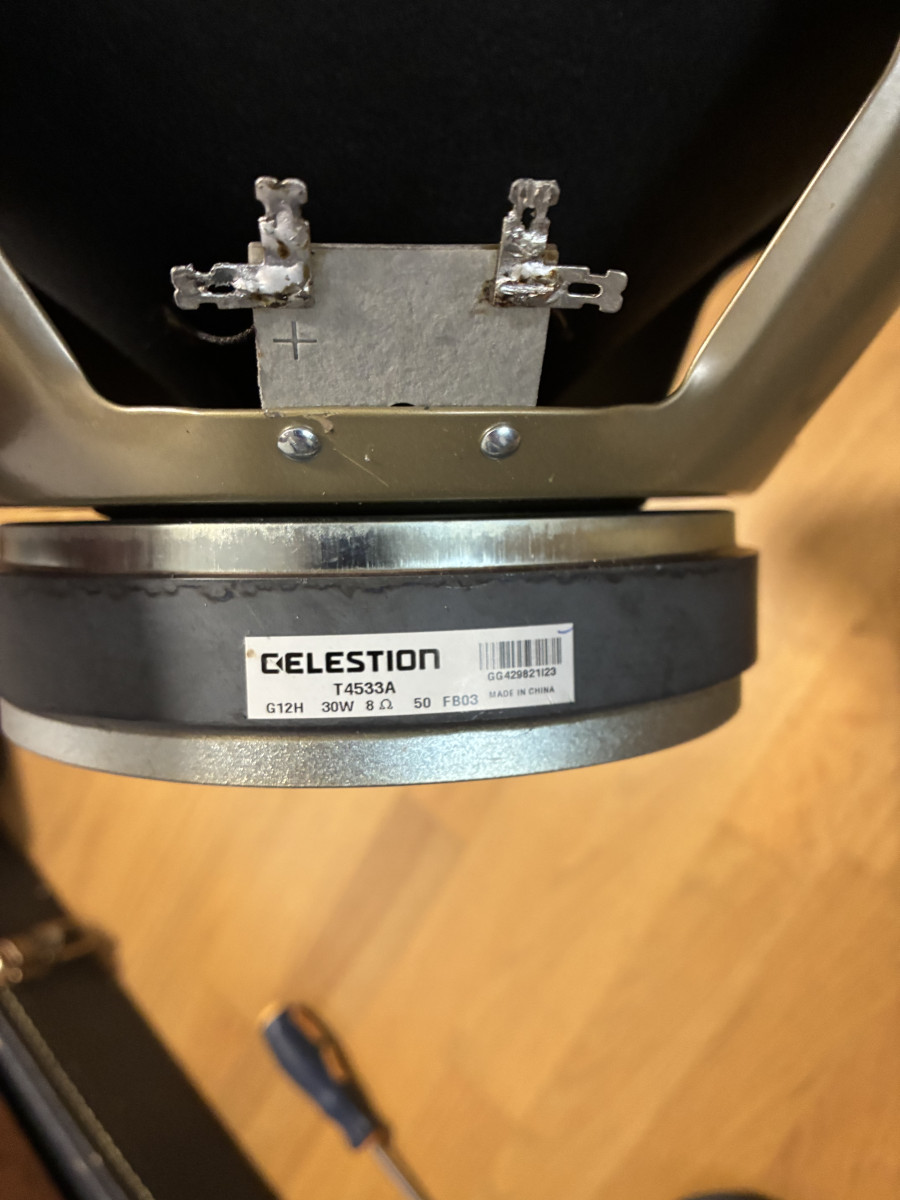 +
CELESTION
GG429821I23
T4533A
MADE IN CHINA
G12H 30W 8 Ω 50 FB03